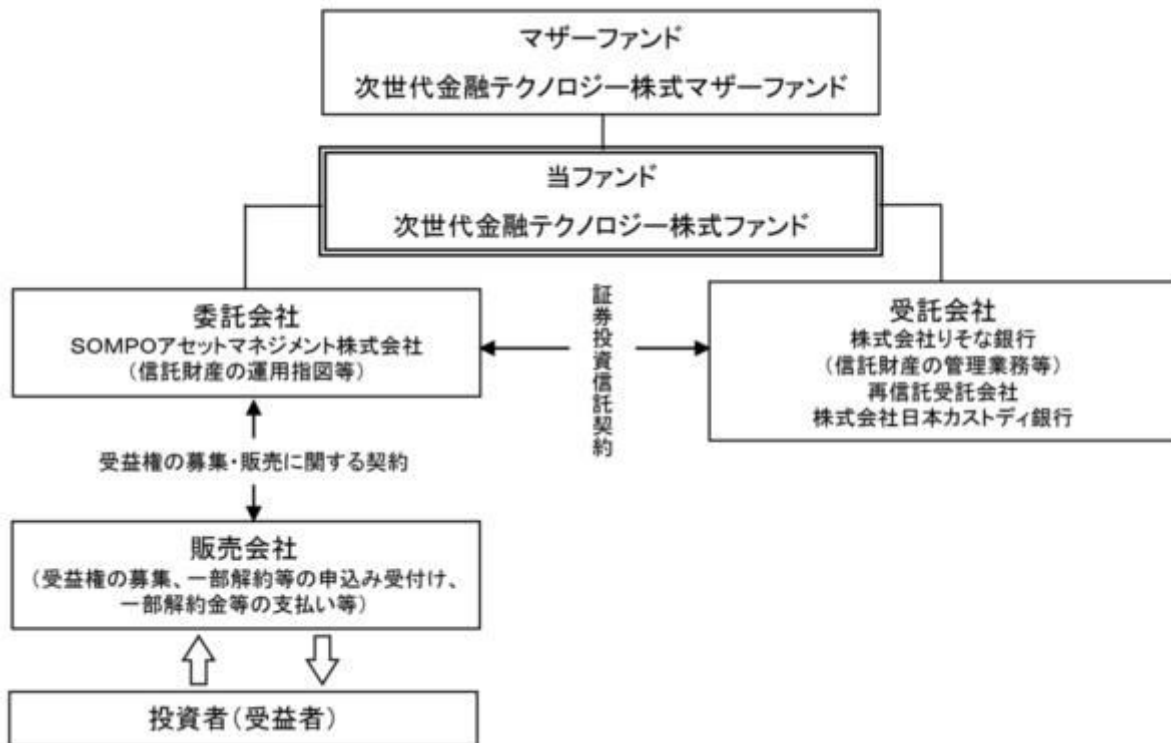 マザーファンド
次世代金融テクノロジー株式マザーファンド
当ファンド
次世代金融テクノロジー株式ファンド
委託会社
SOMPOアセットマネジメント株式会社
(信託財産の運用指図等)
証券投資信託契約
受託会社
株式会社りそな銀行
(信託財産の管理業務等)
再信託受託会社
株式会社日本カストディ銀行
受益権の募集・販売に関する契約
販売会社
(受益権の募集、一部解約等の申込み受付け、
一部解約金等の支払い等)
投資者(受益者)